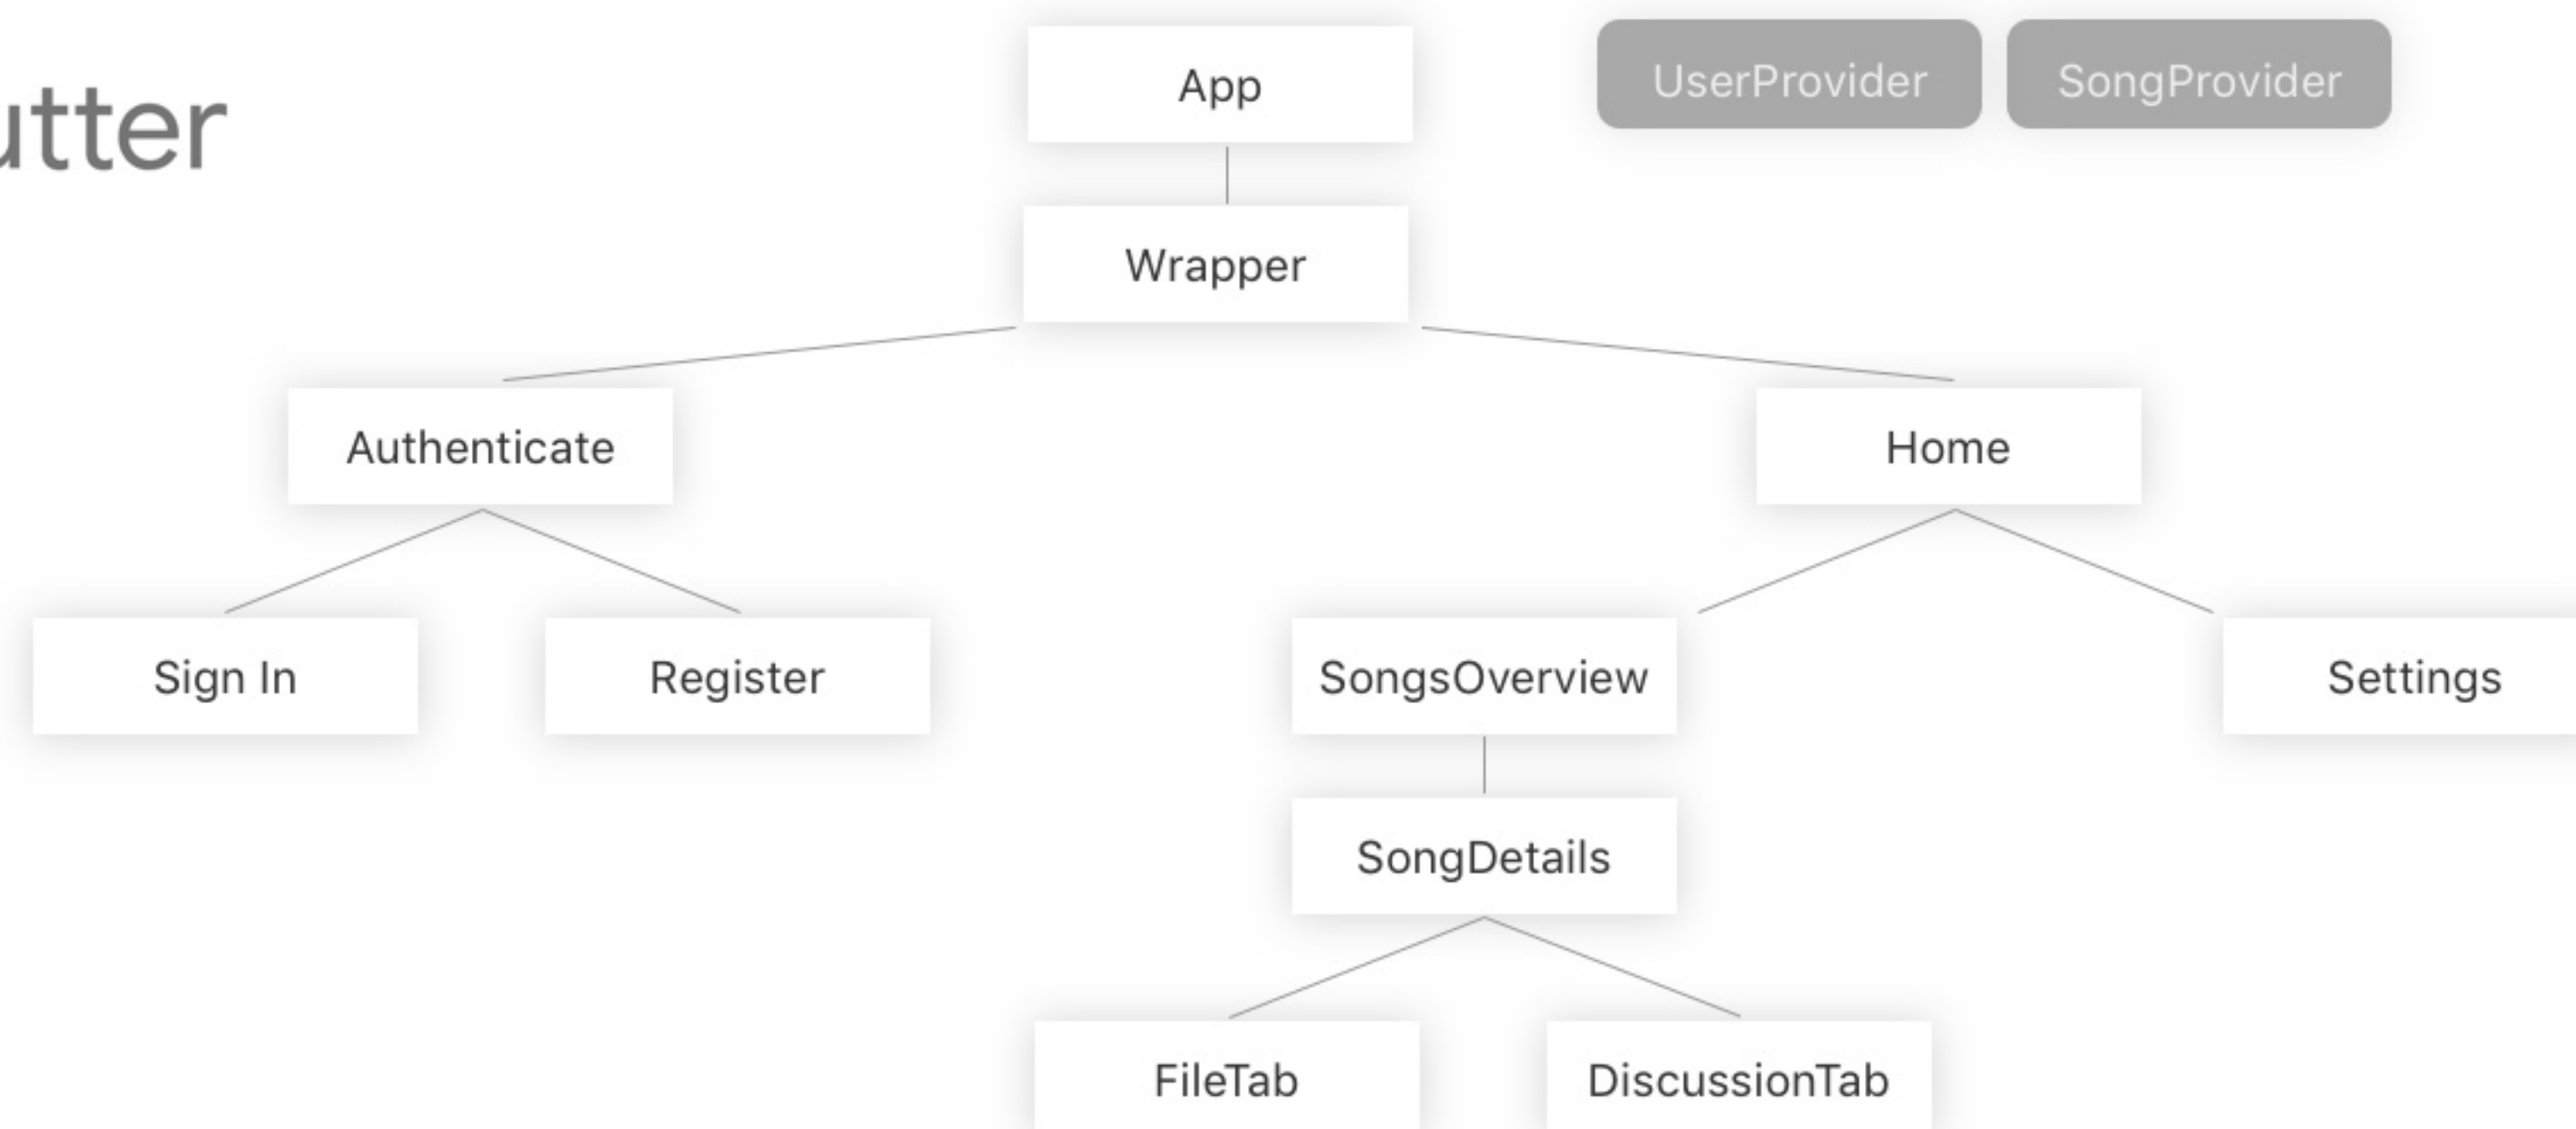 App
UserProvider
SongProvider
utter
Wrapper
Authenticate
Home
Sign In
Register
SongsOverview
Settings
SongDetails
FileTab
DiscussionTab